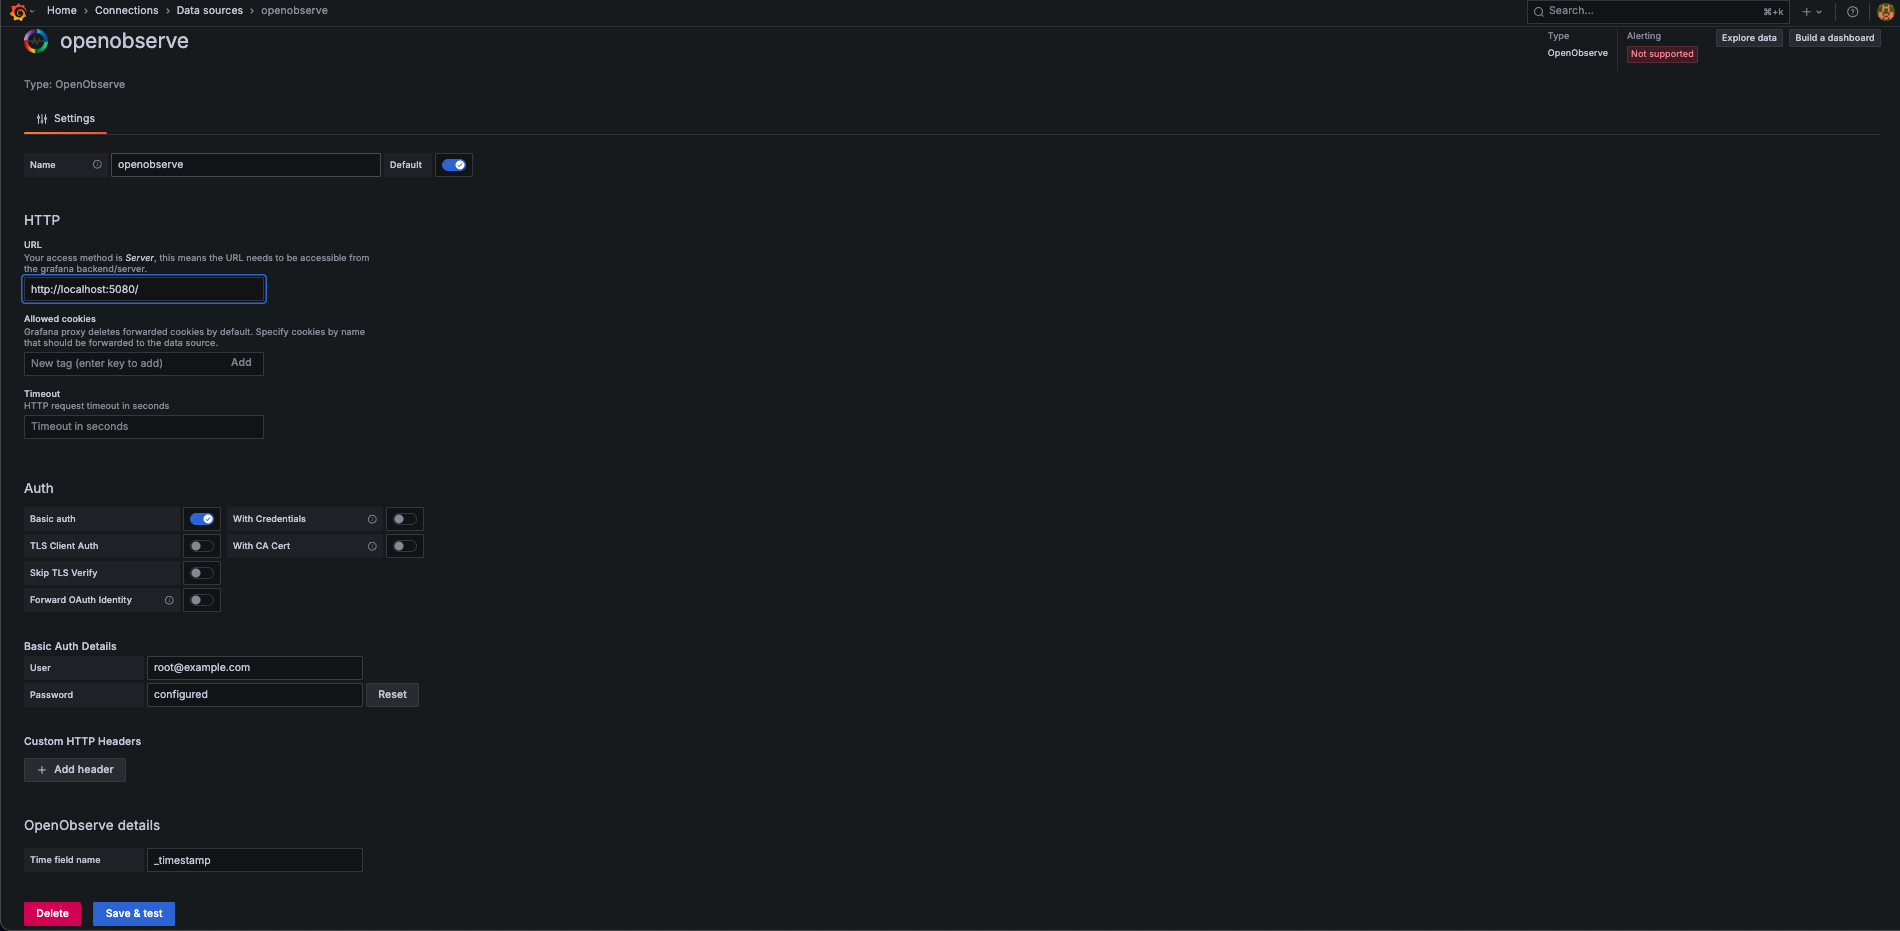 Home › Connections › Data sources › openobserve
Search... ⌘+k
openobserve
Type
OpenObserve
Alerting
Not supported
Explore data
Build a dashboard
Type: OpenObserve
Settings
Name
openobserve
Default
HTTP
URL
Your access method is Server, this means the URL needs to be accessible from
the grafana backend/server.
http://localhost:5080/
Allowed cookies
Grafana proxy deletes forwarded cookies by default. Specify cookies by name
that should be forwarded to the data source.
New tag (enter key to add) Add
Timeout
HTTP request timeout in seconds
Timeout in seconds
Auth
Basic auth
With Credentials
TLS Client Auth
With CA Cert
Skip TLS Verify
Forward OAuth Identity
Basic Auth Details
User
root@example.com
Password
configured
Reset
Custom HTTP Headers
+ Add header
OpenObserve details
Time field name
_timestamp
Delete
Save & test